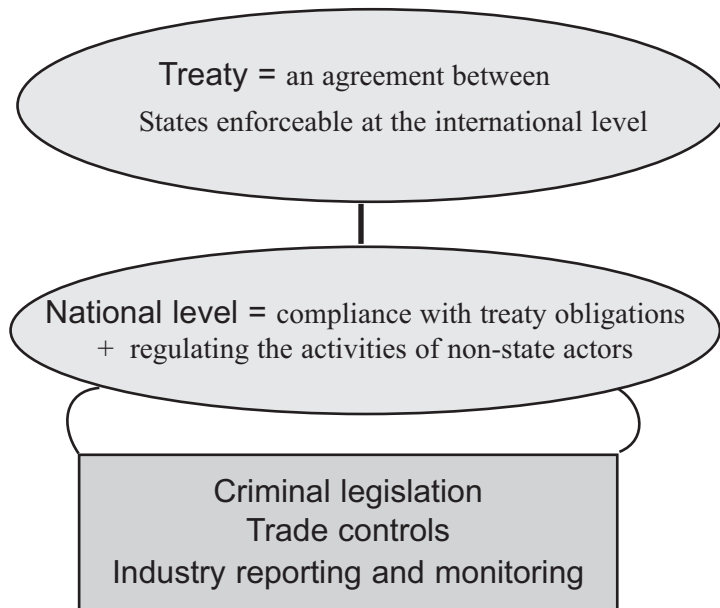 Treaty = an agreement between
States enforceable at the international level
National level = compliance with treaty obligations
+ regulating the activities of non-state actors
Criminal legislation
Trade controls
Industry reporting and monitoring